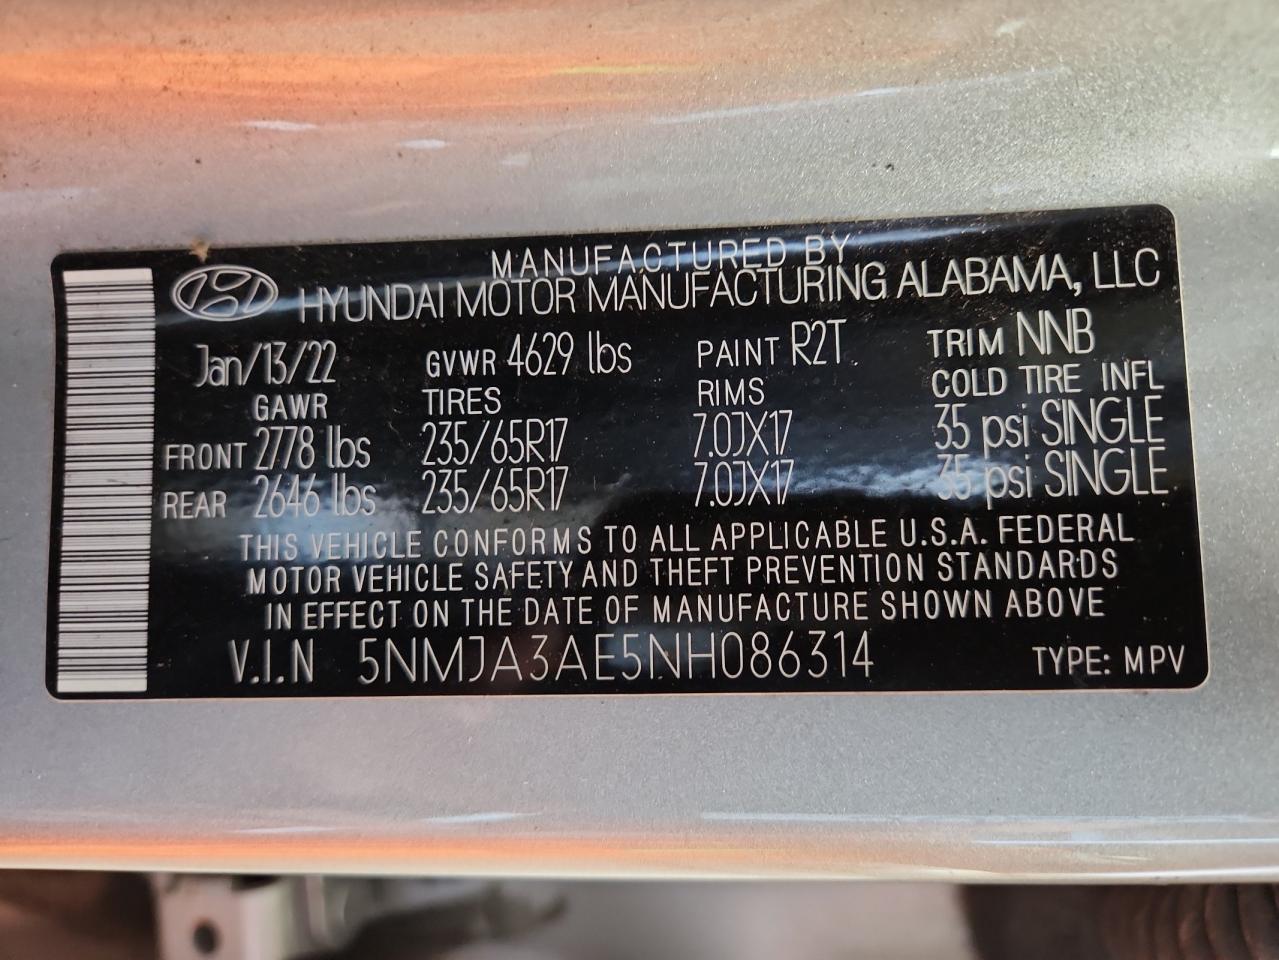 MANUFACTURED BY
HYUNDAI MOTOR MANUFACTURING ALABAMA, LLC
Jan/13/22 GVWR 4629 lbs PAINT R2T TRIM NNB
GAWR TIRES RIMS COLD TIRE INFL
FRONT 2778 lbs 235/65R17 7.0JX17 35 psi SINGLE
REAR 2646 lbs 235/65R17 7.0JX17 35 psi SINGLE
THIS VEHICLE CONFORMS TO ALL APPLICABLE U.S.A. FEDERAL
MOTOR VEHICLE SAFETY AND THEFT PREVENTION STANDARDS
IN EFFECT ON THE DATE OF MANUFACTURE SHOWN ABOVE
V.I.N 5NMJA3AE5NH086314 TYPE: MPV